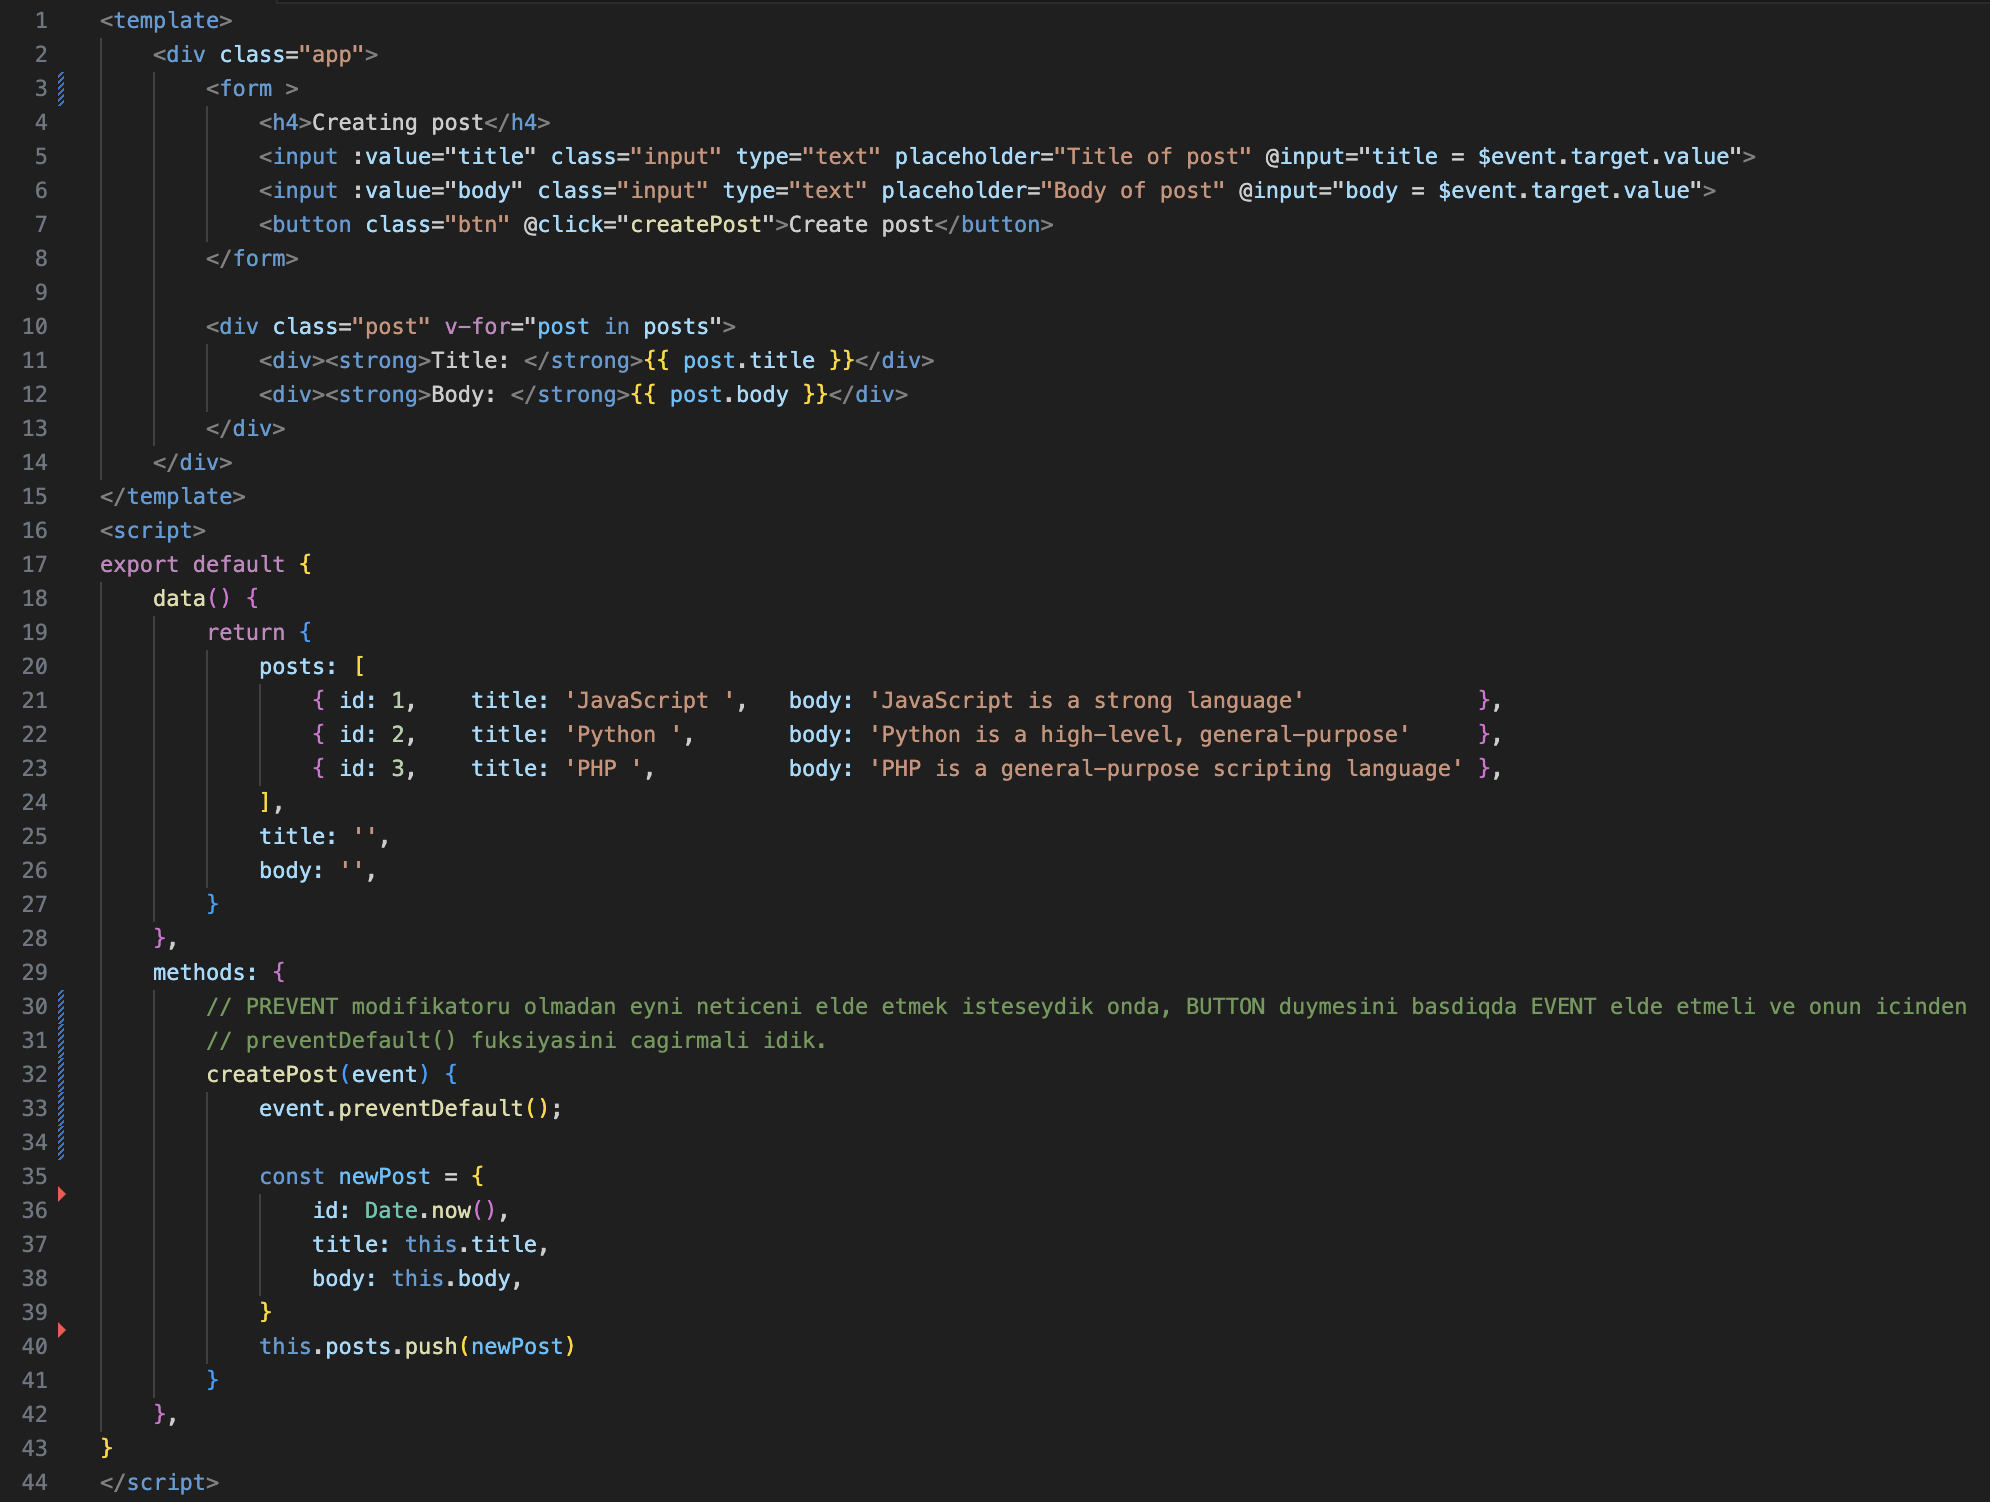 1 <template>
2     <div class="app">
3         <form >
4             <h4>Creating post</h4>
5             <input :value="title" class="input" type="text" placeholder="Title of post" @input="title = $event.target.value">
6             <input :value="body" class="input" type="text" placeholder="Body of post" @input="body = $event.target.value">
7             <button class="btn" @click="createPost">Create post</button>
8         </form>
9
10         <div class="post" v-for="post in posts">
11             <div><strong>Title: </strong>{{ post.title }}</div>
12             <div><strong>Body: </strong>{{ post.body }}</div>
13         </div>
14     </div>
15 </template>
16 <script>
17 export default {
18     data() {
19         return {
20             posts: [
21                 { id: 1,    title: 'JavaScript ',   body: 'JavaScript is a strong language'             },
22                 { id: 2,    title: 'Python ',       body: 'Python is a high-level, general-purpose'     },
23                 { id: 3,    title: 'PHP ',          body: 'PHP is a general-purpose scripting language' },
24             ],
25             title: '',
26             body: '',
27         }
28     },
29     methods: {
30         // PREVENT modifikatoru olmadan eyni neticeni elde etmek isteseydik onda, BUTTON duymesini basdiqda EVENT elde etmeli ve onun icinden
31         // preventDefault() fuksiyasini cagirmali idik.
32         createPost(event) {
33             event.preventDefault();
34
35             const newPost = {
36                 id: Date.now(),
37                 title: this.title,
38                 body: this.body,
39             }
40             this.posts.push(newPost)
41         }
42     },
43 }
44 </script>